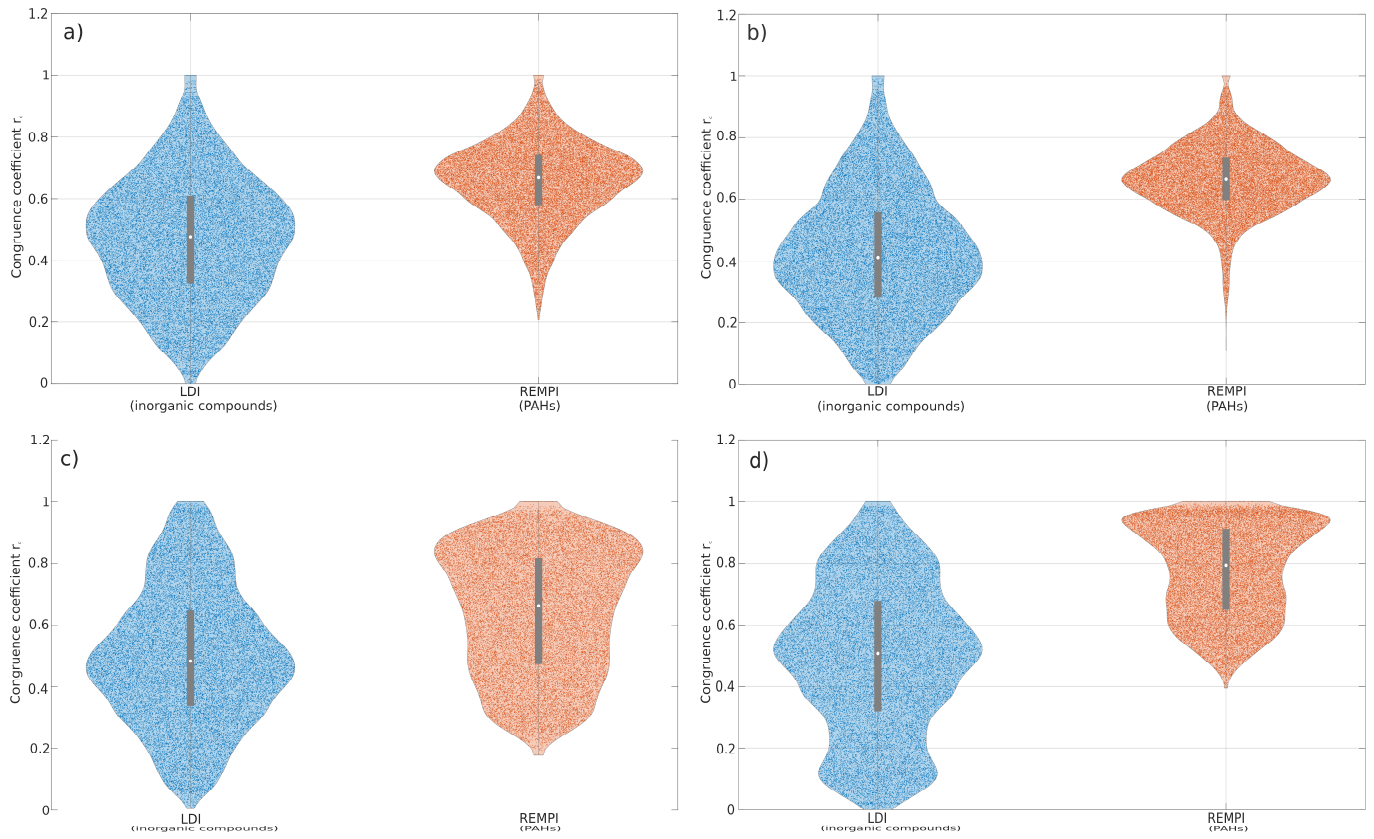 a)
1.2
1
0.8
0.6
0.4
0.2
0
Congruence coefficient r
LDI
(inorganic compounds)
REMPI
(PAHs)
b)
1.2
1
0.8
0.6
0.4
0.2
0
Congruence coefficient r
LDI
(inorganic compounds)
REMPI
(PAHs)
c)
1.2
1
0.8
0.6
0.4
0.2
0
Congruence coefficient r
LDI
(inorganic compounds)
REMPI
(PAHs)
d)
1.2
1
0.8
0.6
0.4
0.2
0
Congruence coefficient r
LDI
(inorganic compounds)
REMPI
(PAHs)